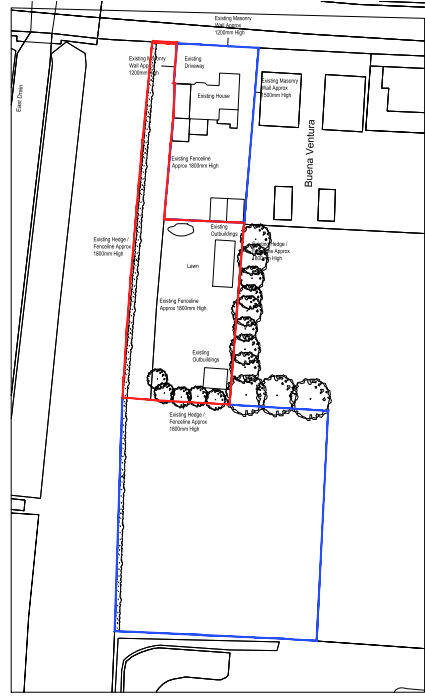 Existing Masonry
Wall Approx
1200mm High
Existing Masonry
Wall Approx
1200mm High
Existing
Driveway
Existing House
Existing Masonry
Wall Approx
1500mm High
East Drain
Buena Ventura
Existing Fenceline
Approx 1800mm High
Existing
Outbuildings
Existing Hedge /
Fenceline Approx
1800mm High
Existing Hedge /
Fenceline Approx
1800mm High
Lawn
Existing Fenceline
Approx 1800mm High
Existing
Outbuildings
Existing Hedge /
Fenceline Approx
1800mm High